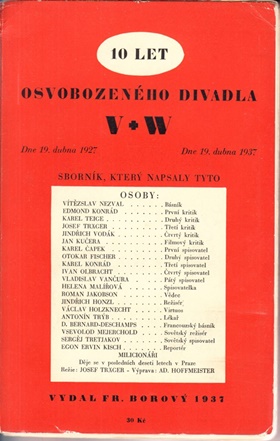 10 LET
OSVOBOZENÉHO DIVADLA
V + W
Dne 19. dubna 1927 Dne 19. dubna 1937
SBORNÍK, KTERÝ NAPSALY TYTO
OSOBY:
VÍTĚZSLAV NEZVAL . . . . . . . . Básník
EDMOND KONRÁD . . . . . . . . První kritik
KAREL TEIGE . . . . . . . . Druhý kritik
JOSEF TRÄGER . . . . . . . . Třetí kritik
JINDŘICH VODÁK . . . . . . . . Čtvrtý kritik
JAN KUČERA . . . . . . . . Filmový kritik
KAREL ČAPEK . . . . . . . . První spisovatel
OTOKAR FISCHER . . . . . . . . Druhý spisovatel
KAREL KONRÁD . . . . . . . . Třetí spisovatel
IVAN OLBRACHT . . . . . . . . Čtvrtý spisovatel
VLADISLAV VANČURA . . . . . . . . Pátý spisovatel
HELENA MALÍŘOVÁ . . . . . . . . Spisovatelka
ROMAN JAKOBSON . . . . . . . . Vědec
JINDŘICH HONZL . . . . . . . . Režisér
VÁCLAV HOLZKNECHT . . . . . . . . Virtuos
ANTONÍN TRÝB . . . . . . . . Lékař
D. BERNARD-DESCHAMPS . . . . . . . . Francouzský básník
VSEVOLOD MEJERCHOLD . . . . . . . . Sovětský režisér
SERGĚJ TRETJAKOV . . . . . . . . Sovětský spisovatel
EGON ERVIN KISCH . . . . . . . . Reportér
MILICIONÁŘI
Děje se v posledních deseti letech v Praze
Režie: JOSEF TRÄGER - Výprava: AD. HOFFMEISTER
VYDAL FR. BOROVÝ 1937
30 Kč